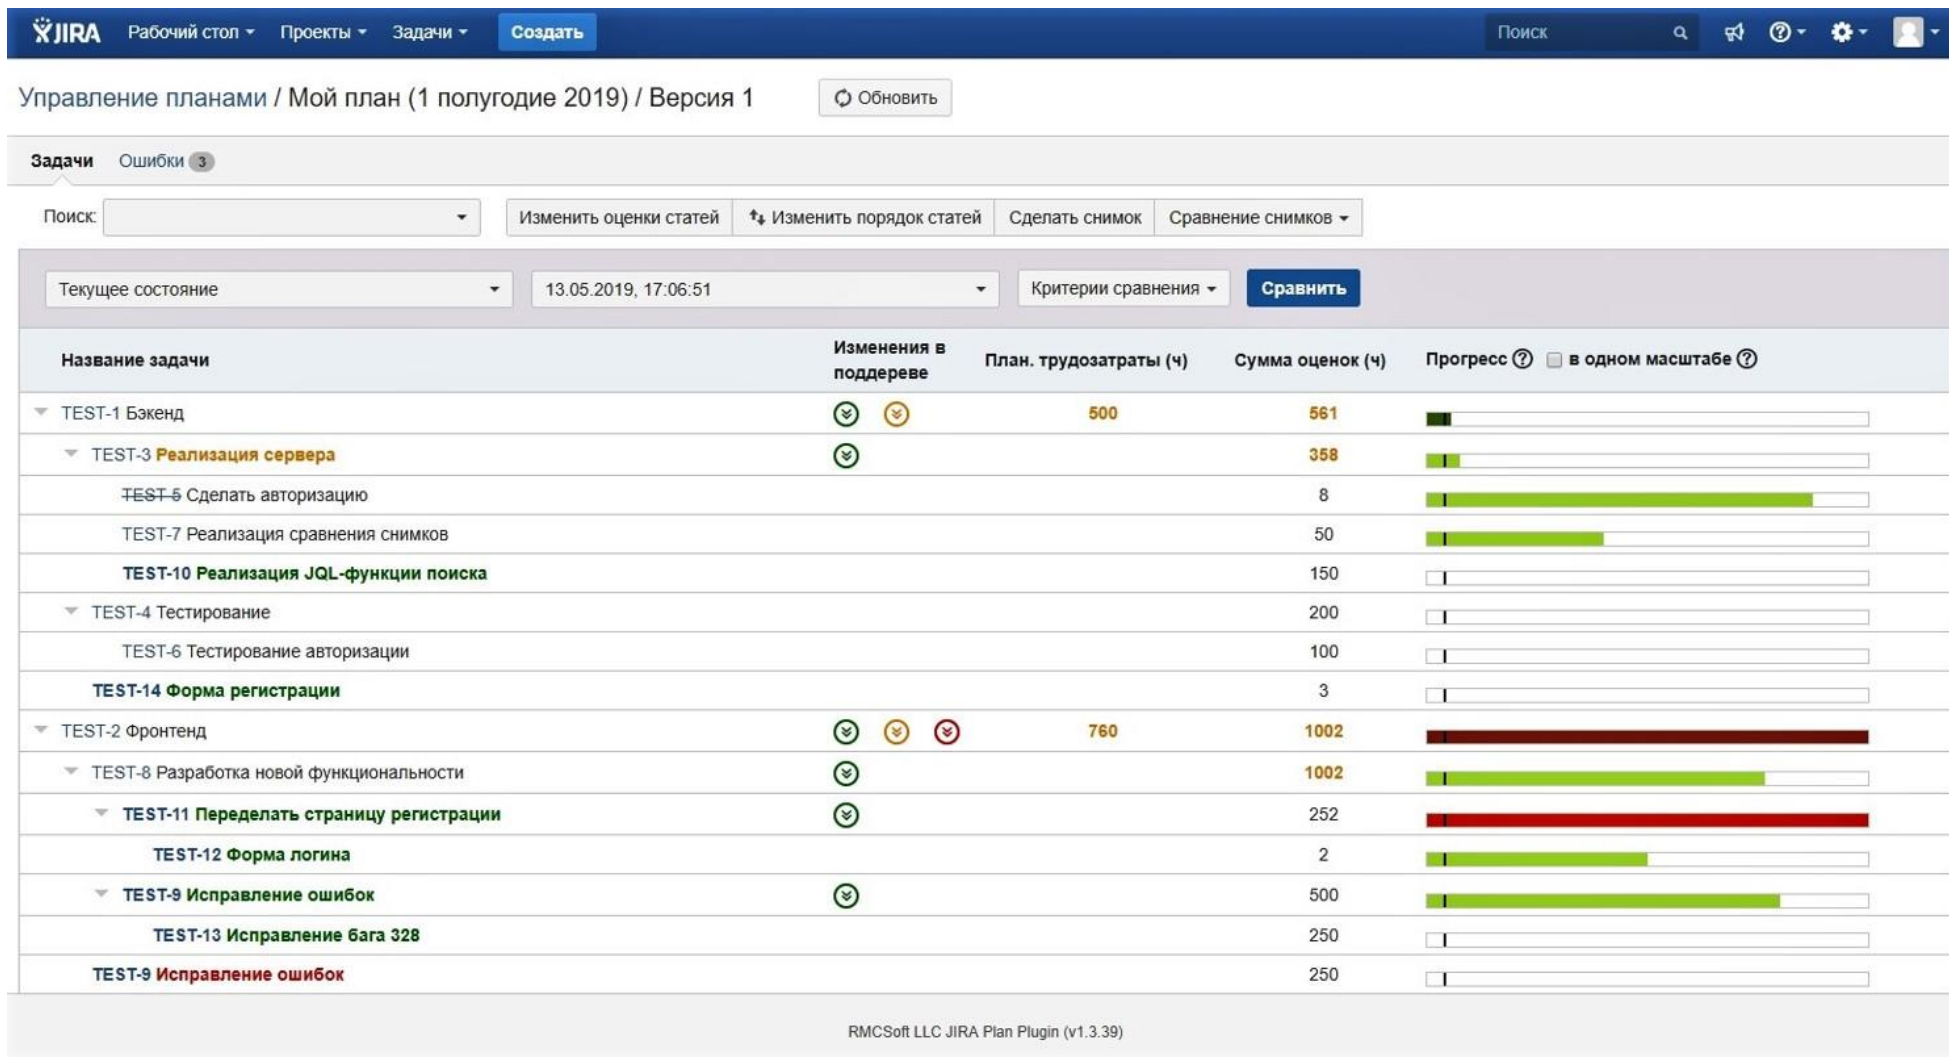 JIRA Рабочий стол Проекты Задачи Создать Поиск
Управление планами / Мой план (1 полугодие 2019) / Версия 1 Обновить
Задачи Ошибки 3
Поиск: Изменить оценки статей Изменить порядок статей Сделать снимок Сравнение снимков
Текущее состояние 13.05.2019, 17:06:51 Критерии сравнения Сравнить
Название задачи Изменения в поддереве План. трудозатраты (ч) Сумма оценок (ч) Прогресс ? в одном масштабе ?
TEST-1 Бэкенд 500 561
TEST-3 Реализация сервера 358
TEST-5 Сделать авторизацию 8
TEST-7 Реализация сравнения снимков 50
TEST-10 Реализация JQL-функции поиска 150
TEST-4 Тестирование 200
TEST-6 Тестирование авторизации 100
TEST-14 Форма регистрации 3
TEST-2 Фронтенд 760 1002
TEST-8 Разработка новой функциональности 1002
TEST-11 Переделать страницу регистрации 252
TEST-12 Форма логина 2
TEST-9 Исправление ошибок 500
TEST-13 Исправление бага 328 250
TEST-9 Исправление ошибок 250
RMCSoft LLC JIRA Plan Plugin (v1.3.39)